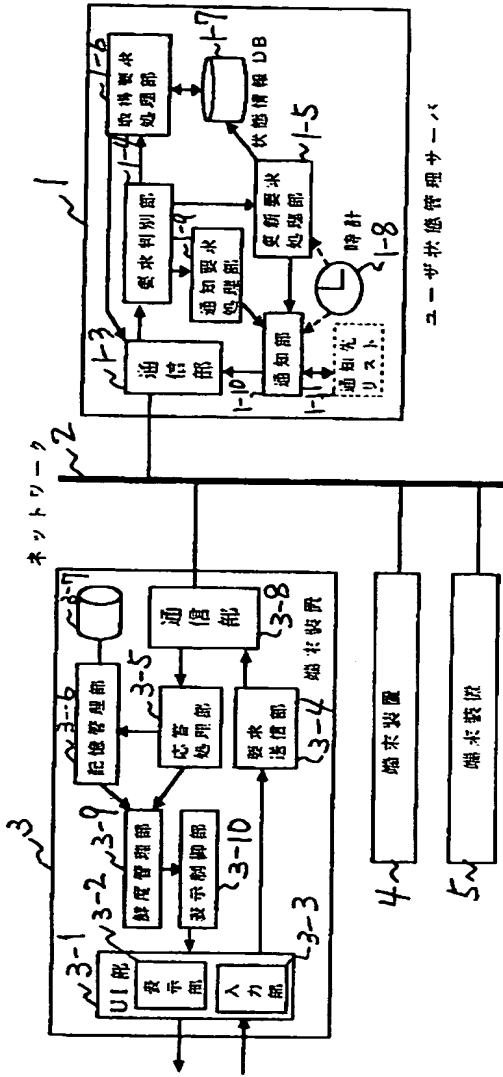 3
3-1
UI部
表示部
3-2
入力部
3-3
鮮度管理部
3-9
表示制御部
3-10
記憶管理部
3-6
3-7
応答処理部
3-5
要求送信部
3-4
通信部
3-8
端末装置
ネットワーク
2
端末装置
4
端末装置
5
1
通信部
1-3
要求判別部
1-4
取得要求処理部
1-6
1-7
状態情報DB
通知要求処理部
1-9
更新要求処理部
1-5
通知部
1-10
時計
1-8
1-11
通知先リスト
ユーザ状態管理サーバ